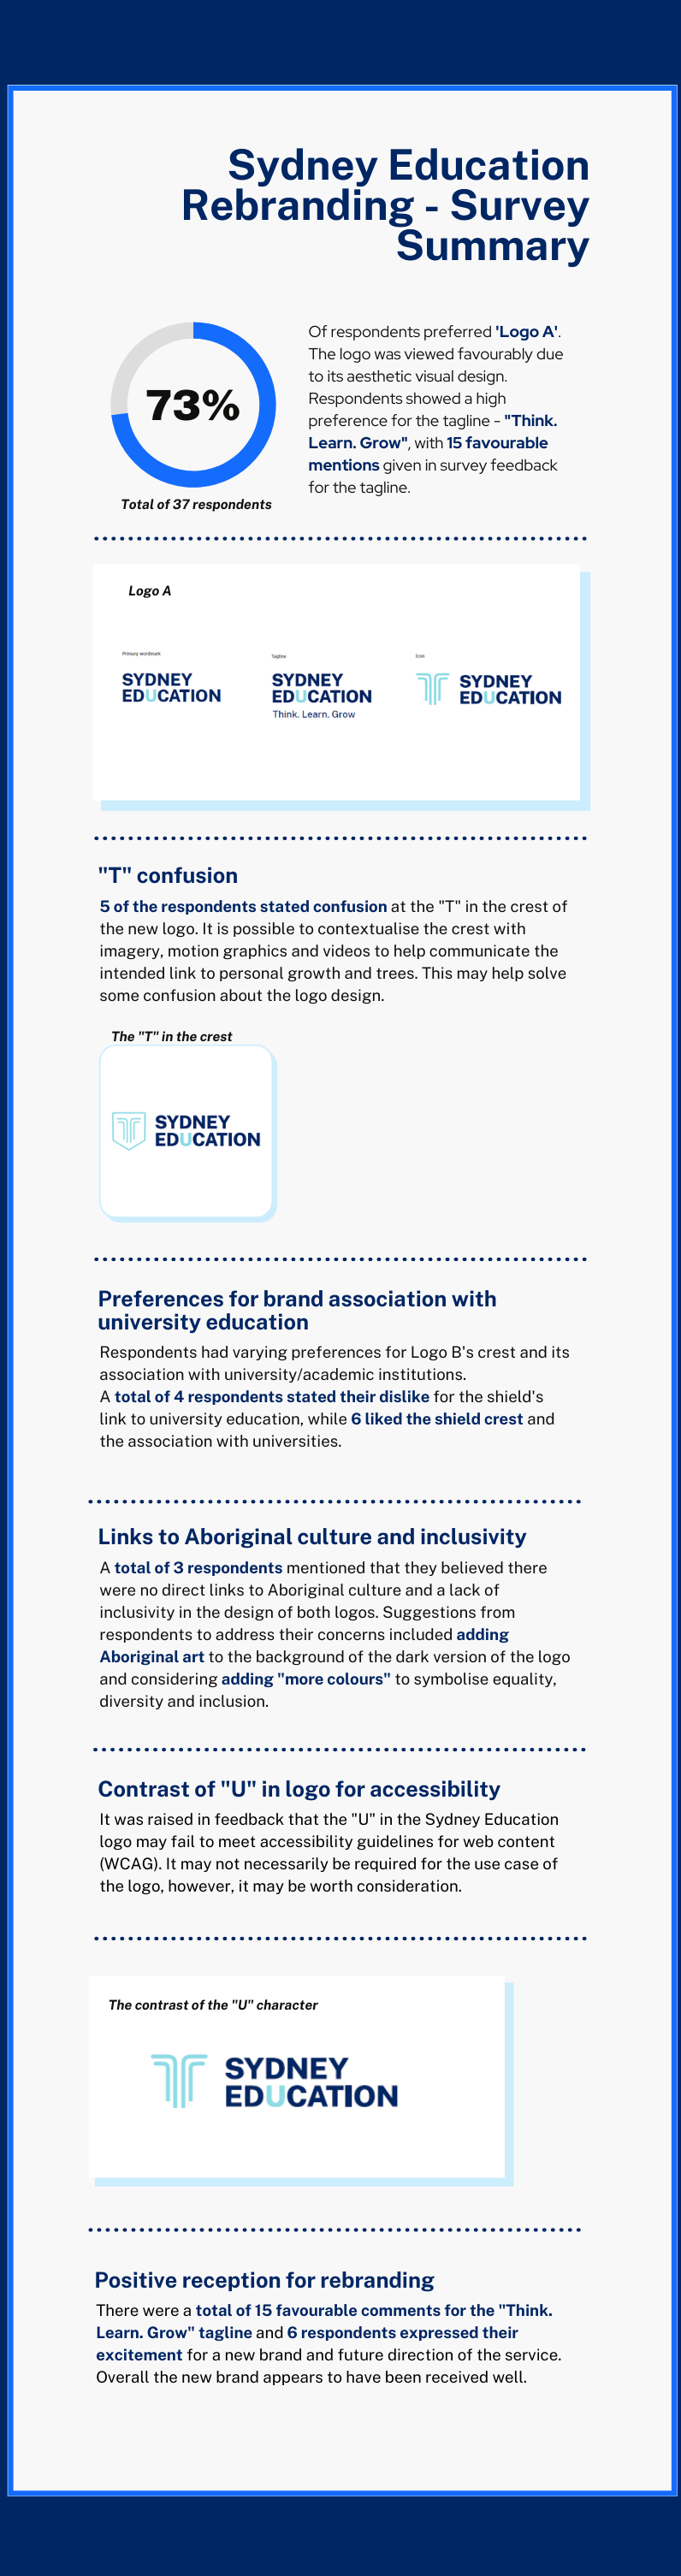 Sydney Education
Rebranding - Survey
Summary
73%
Total of 37 respondents
Of respondents preferred 'Logo A'.
The logo was viewed favourably due
to its aesthetic visual design.
Respondents showed a high
preference for the tagline - "Think.
Learn. Grow", with 15 favourable
mentions given in survey feedback
for the tagline.
Logo A
Primary wordmark
SYDNEY
EDUCATION
Tagline
SYDNEY
EDUCATION
Think. Learn. Grow
Icon
SYDNEY
EDUCATION
"T" confusion
5 of the respondents stated confusion at the "T" in the crest of
the new logo. It is possible to contextualise the crest with
imagery, motion graphics and videos to help communicate the
intended link to personal growth and trees. This may help solve
some confusion about the logo design.
The "T" in the crest
SYDNEY
EDUCATION
Preferences for brand association with
university education
Respondents had varying preferences for Logo B's crest and its
association with university/academic institutions.
A total of 4 respondents stated their dislike for the shield's
link to university education, while 6 liked the shield crest and
the association with universities.
Links to Aboriginal culture and inclusivity
A total of 3 respondents mentioned that they believed there
were no direct links to Aboriginal culture and a lack of
inclusivity in the design of both logos. Suggestions from
respondents to address their concerns included adding
Aboriginal art to the background of the dark version of the logo
and considering adding "more colours" to symbolise equality,
diversity and inclusion.
Contrast of "U" in logo for accessibility
It was raised in feedback that the "U" in the Sydney Education
logo may fail to meet accessibility guidelines for web content
(WCAG). It may not necessarily be required for the use case of
the logo, however, it may be worth consideration.
The contrast of the "U" character
SYDNEY
EDUCATION
Positive reception for rebranding
There were a total of 15 favourable comments for the "Think.
Learn. Grow" tagline and 6 respondents expressed their
excitement for a new brand and future direction of the service.
Overall the new brand appears to have been received well.